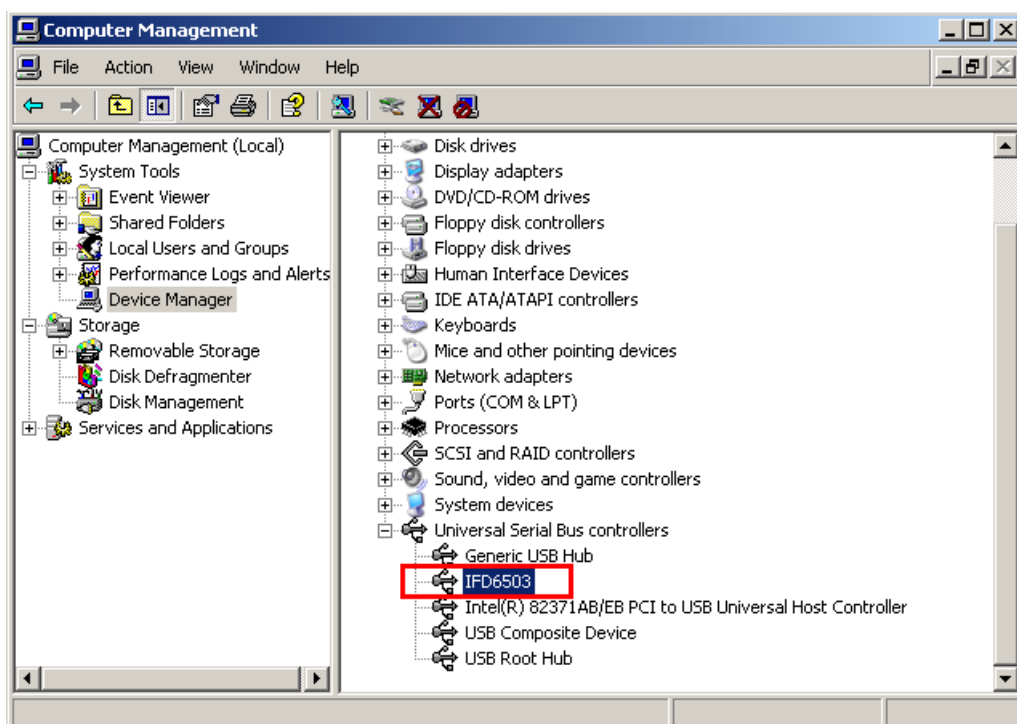 Computer Management
File Action View Window Help
Computer Management (Local)
System Tools
Event Viewer
Shared Folders
Local Users and Groups
Performance Logs and Alerts
Device Manager
Storage
Removable Storage
Disk Defragmenter
Disk Management
Services and Applications
Disk drives
Display adapters
DVD/CD-ROM drives
Floppy disk controllers
Floppy disk drives
Human Interface Devices
IDE ATA/ATAPI controllers
Keyboards
Mice and other pointing devices
Network adapters
Ports (COM & LPT)
Processors
SCSI and RAID controllers
Sound, video and game controllers
System devices
Universal Serial Bus controllers
Generic USB Hub
IFD6503
Intel(R) 82371AB/EB PCI to USB Universal Host Controller
USB Composite Device
USB Root Hub